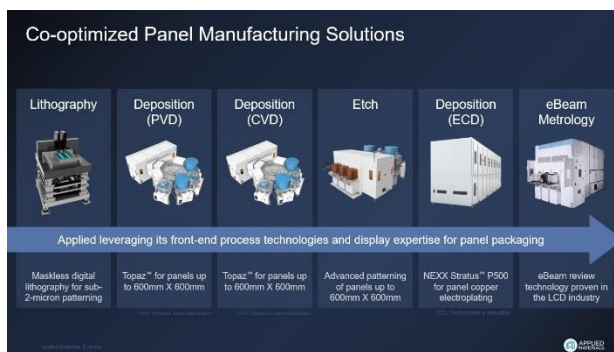 Co-optimized Panel Manufacturing Solutions
Lithography
Deposition
(PVD)
Deposition
(CVD)
Etch
Deposition
(ECD)
eBeam
Metrology
Applied leveraging its front-end process technologies and display expertise for panel packaging
Maskless digital
lithography for sub-
2-micron patterning
Topaz™ for panels up
to 600mm X 600mm
Topaz™ for panels up
to 600mm X 600mm
Advanced patterning
of panels up to
600mm X 600mm
NEXX Stratus™ P500
for panel copper
electroplating
eBeam review
technology proven in
the LCD industry
APPLIED
MATERIALS